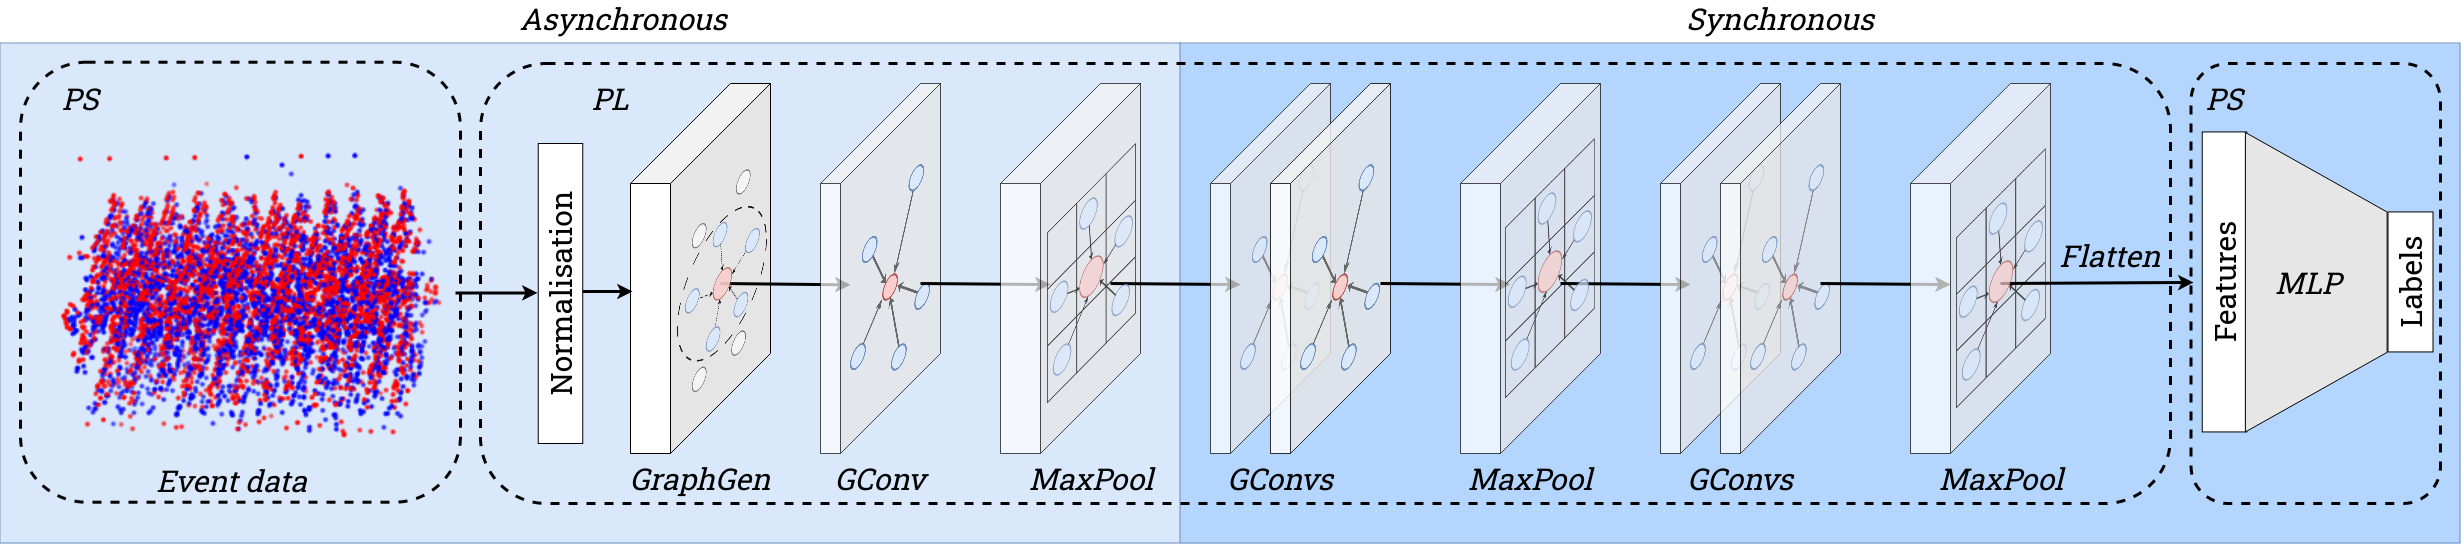 Asynchronous
Synchronous
PS
PL
PS
Normalisation
Flatten
Features
MLP
Labels
Event data
GraphGen
GConv
MaxPool
GConvs
MaxPool
GConvs
MaxPool